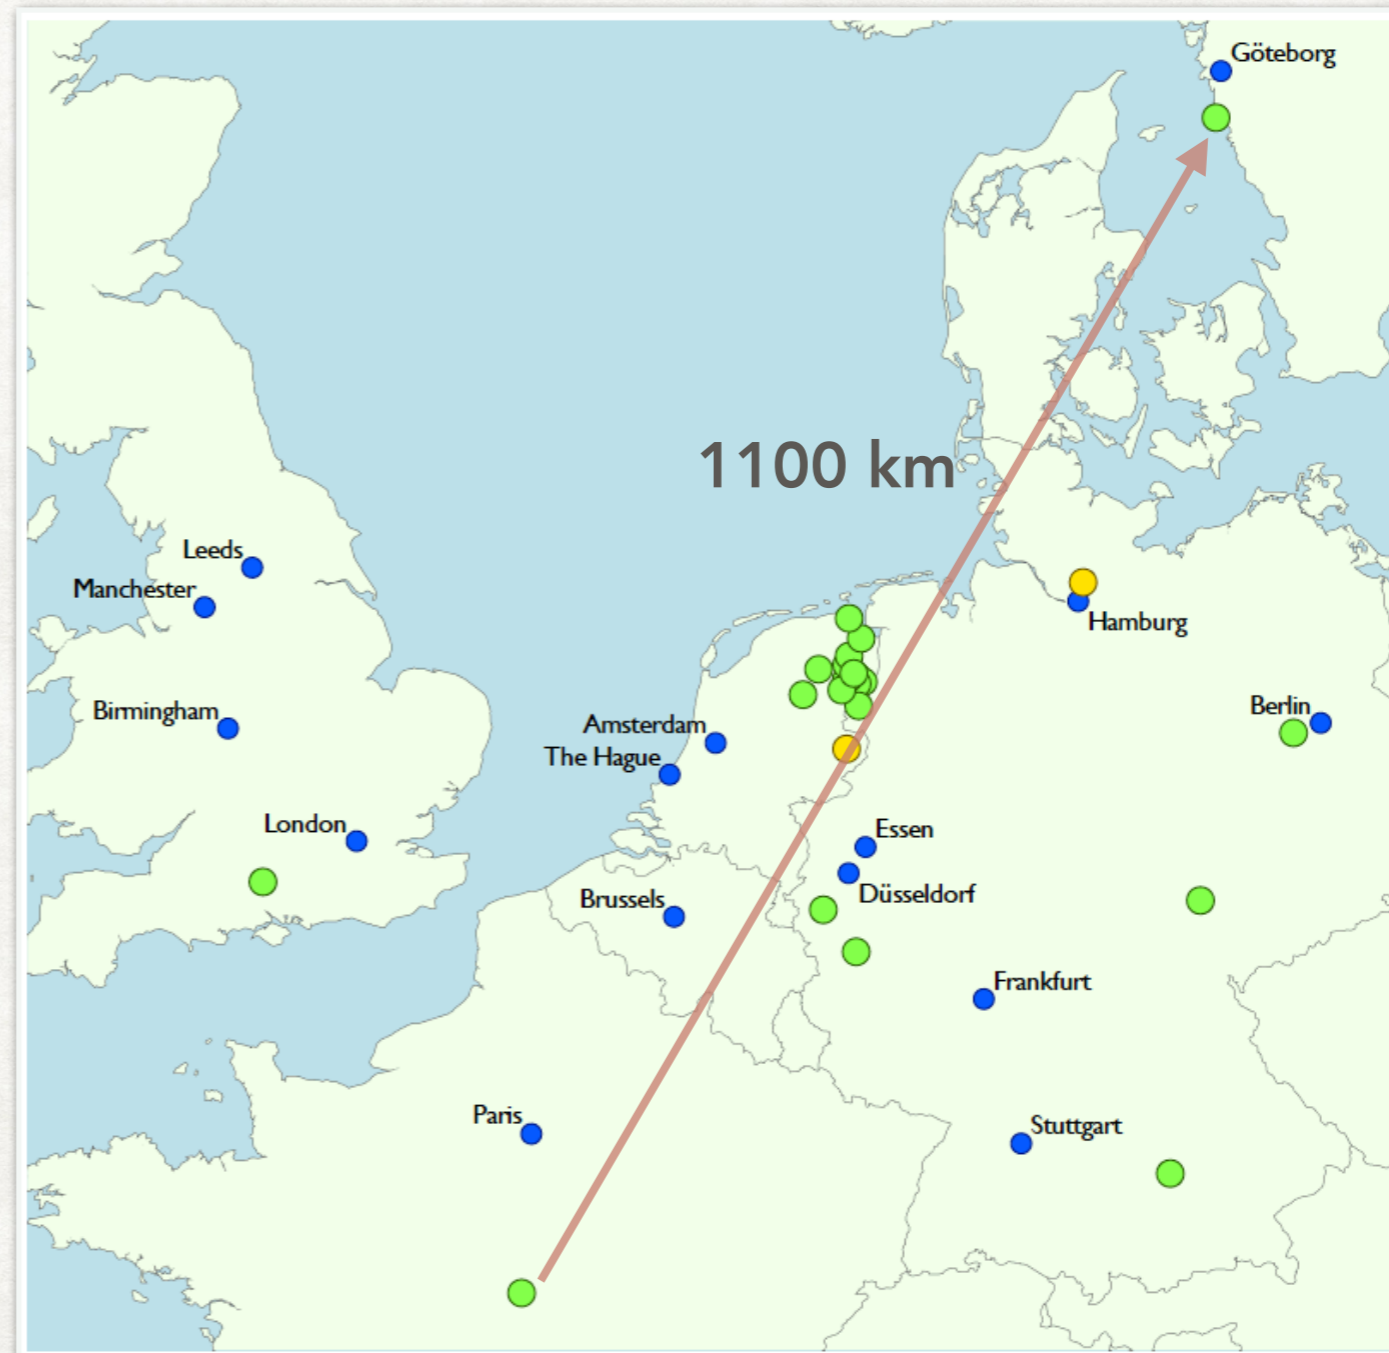 Göteborg
1100 km
Leeds
Manchester
Hamburg
Birmingham
Berlin
Amsterdam
The Hague
London
Essen
Düsseldorf
Brussels
Frankfurt
Paris
Stuttgart